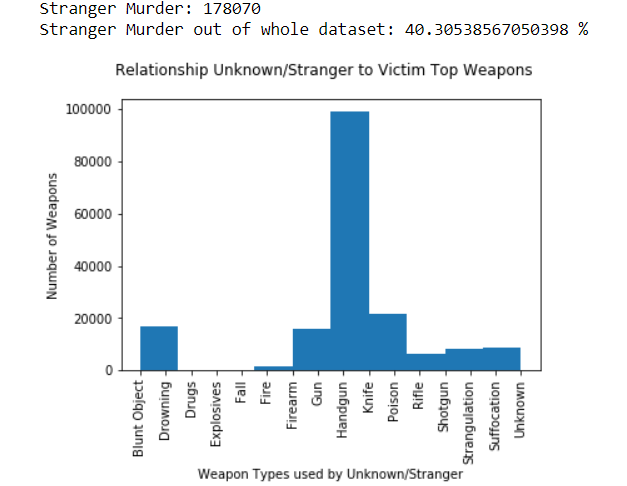 Stranger Murder: 178070
Stranger Murder out of whole dataset: 40.30538567050398 %
Relationship Unknown/Stranger to Victim Top Weapons
100000
80000
60000
40000
20000
0
Number of Weapons
Blunt Object
Drowning
Drugs
Explosives
Fall
Fire
Firearm
Gun
Handgun
Knife
Poison
Rifle
Shotgun
Strangulation
Suffocation
Unknown
Weapon Types used by Unknown/Stranger